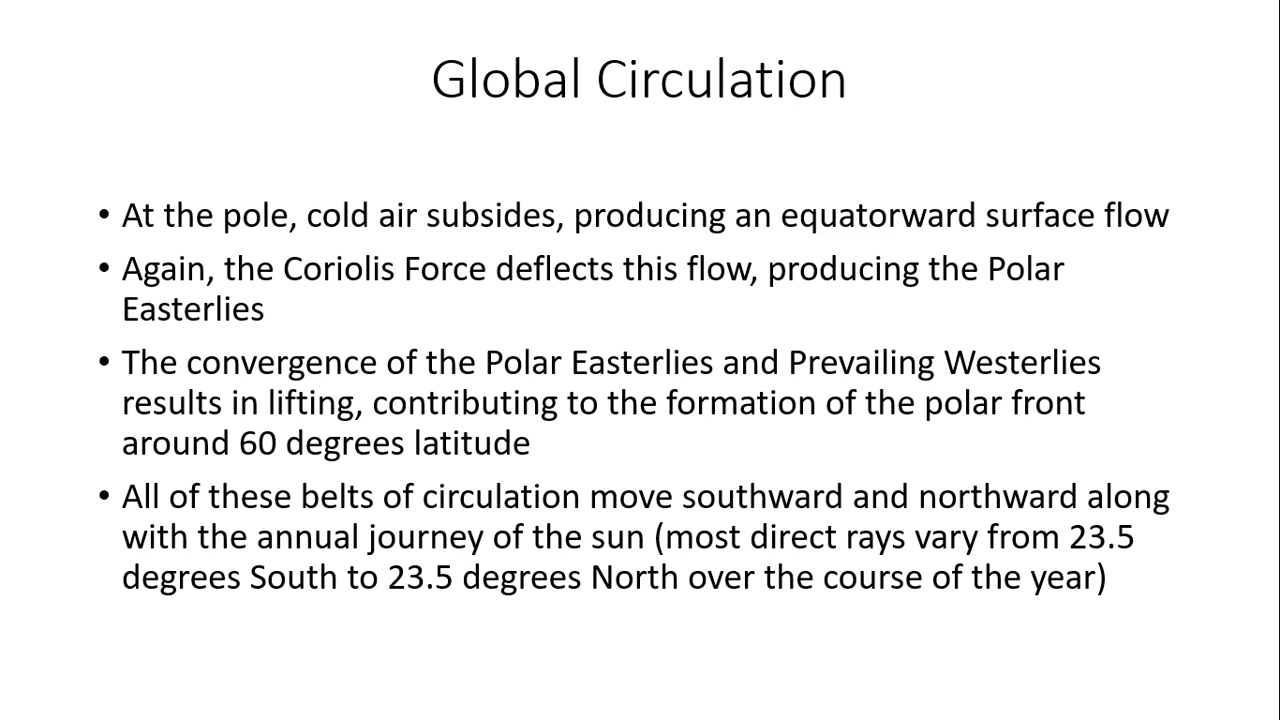 Global Circulation
• At the pole, cold air subsides, producing an equatorward surface flow
• Again, the Coriolis Force deflects this flow, producing the Polar
Easterlies
• The convergence of the Polar Easterlies and Prevailing Westerlies
results in lifting, contributing to the formation of the polar front
around 60 degrees latitude
• All of these belts of circulation move southward and northward along
with the annual journey of the sun (most direct rays vary from 23.5
degrees South to 23.5 degrees North over the course of the year)